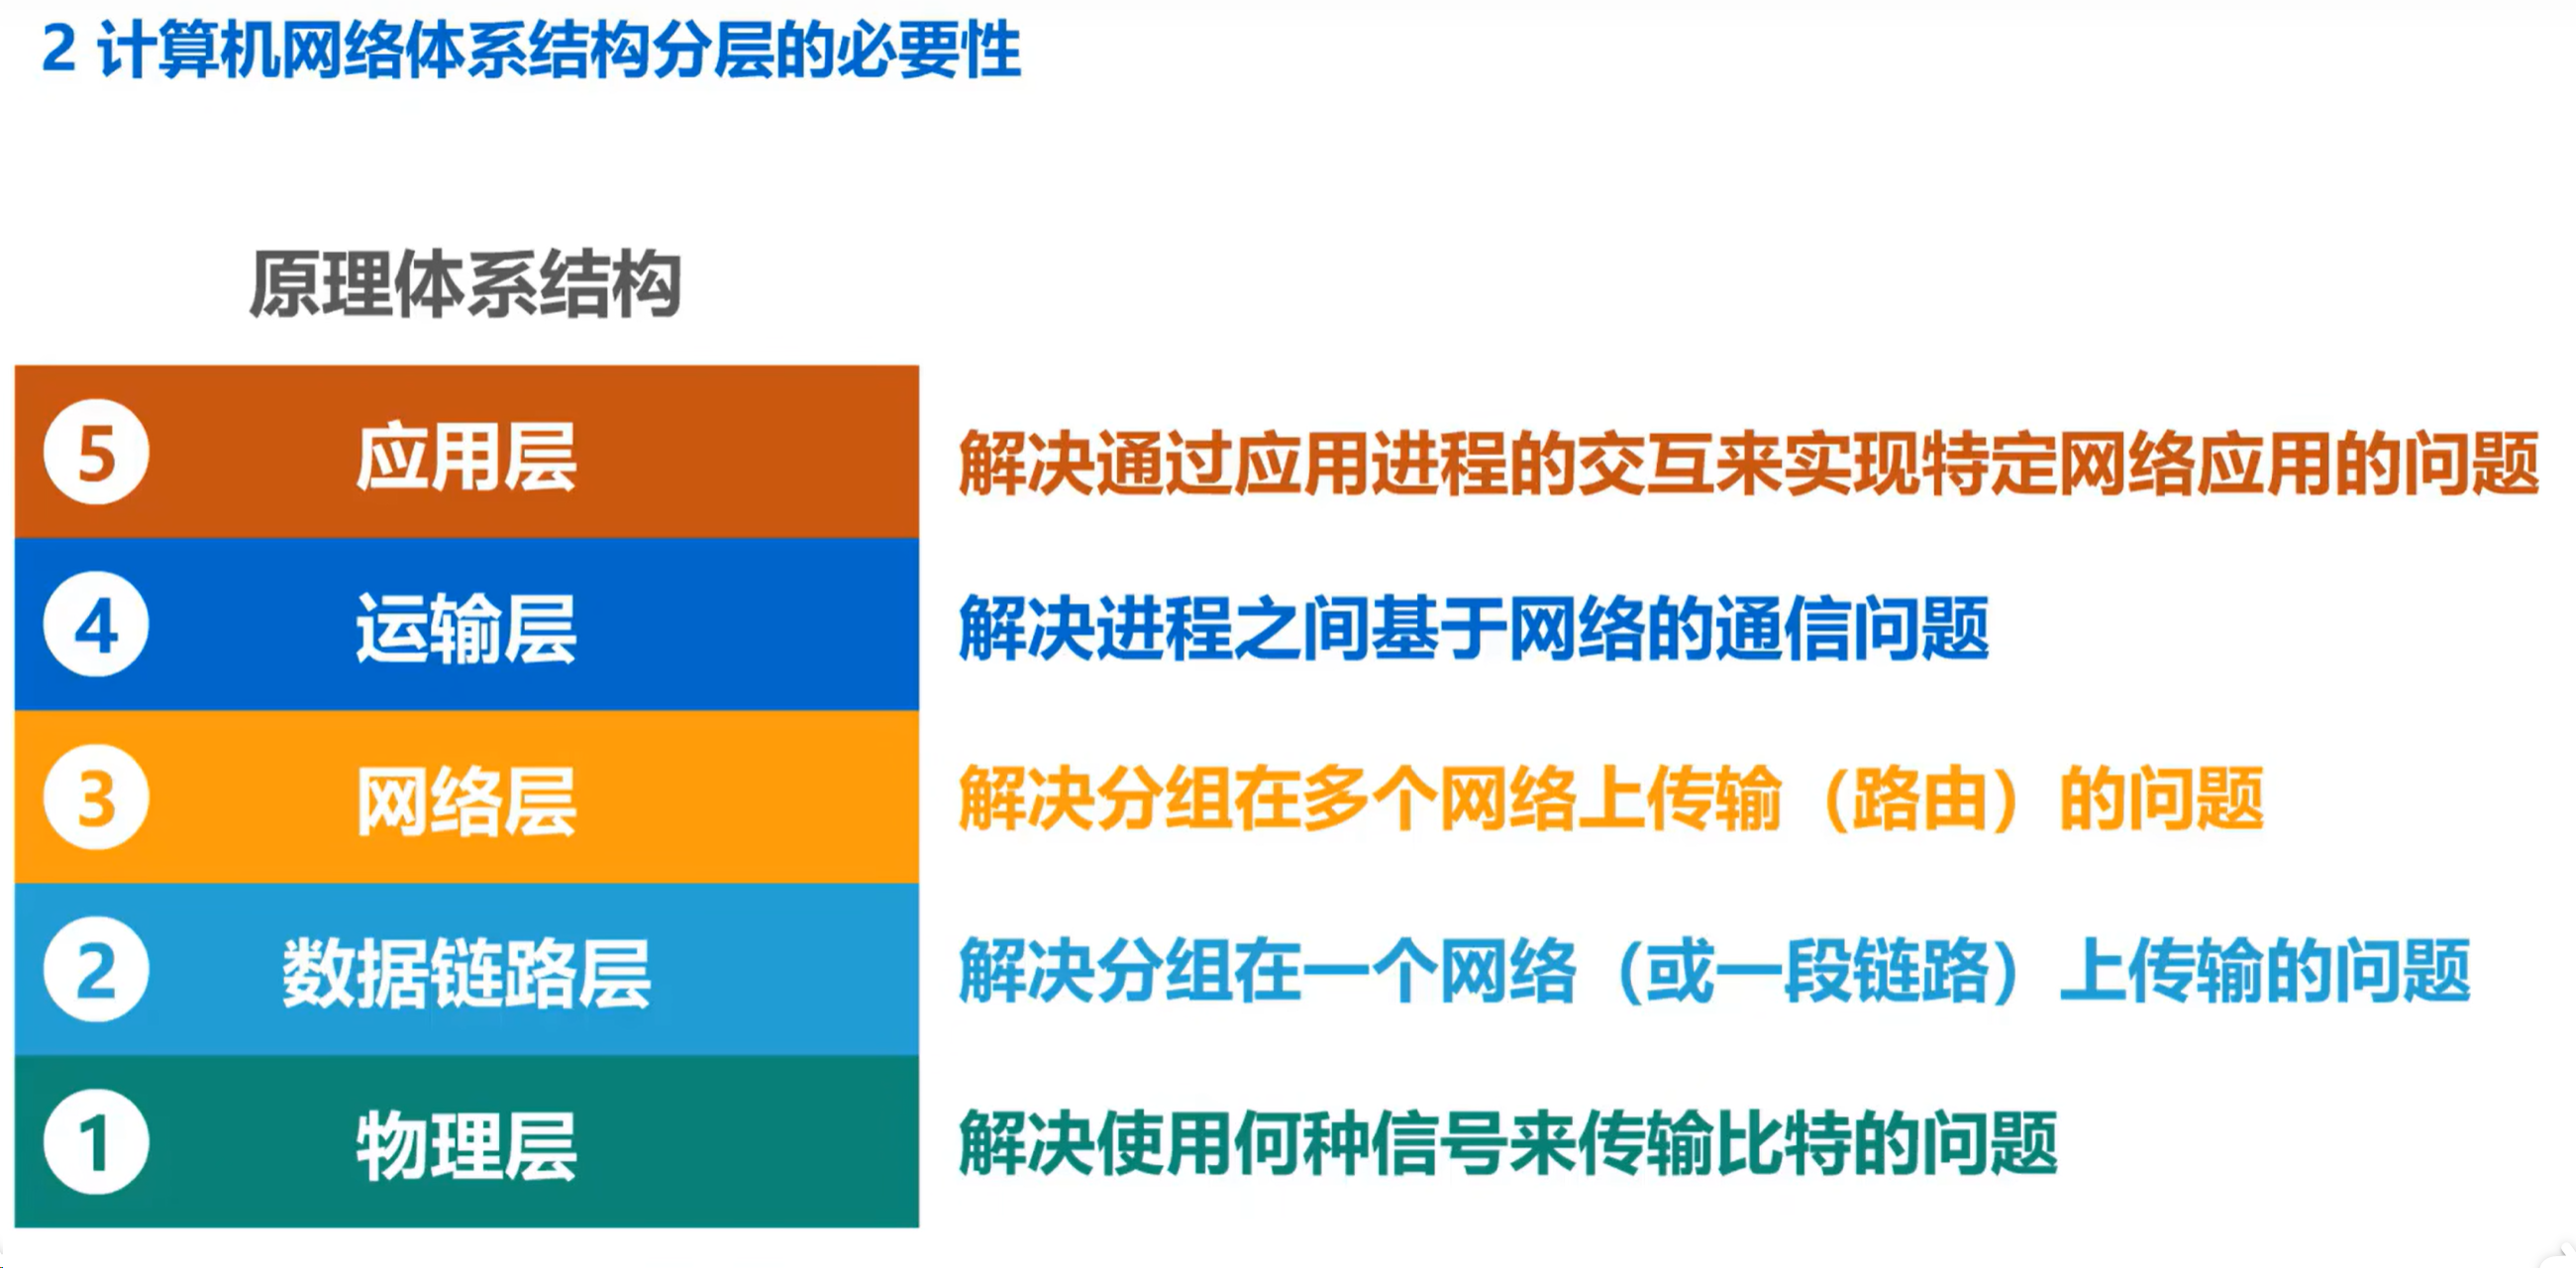 2 计算机网络体系结构分层的必要性
原理体系结构
5 应用层 解决通过应用进程的交互来实现特定网络应用的问题
4 运输层 解决进程之间基于网络的通信问题
3 网络层 解决分组在多个网络上传输（路由）的问题
2 数据链路层 解决分组在一个网络（或一段链路）上传输的问题
1 物理层 解决使用何种信号来传输比特的问题